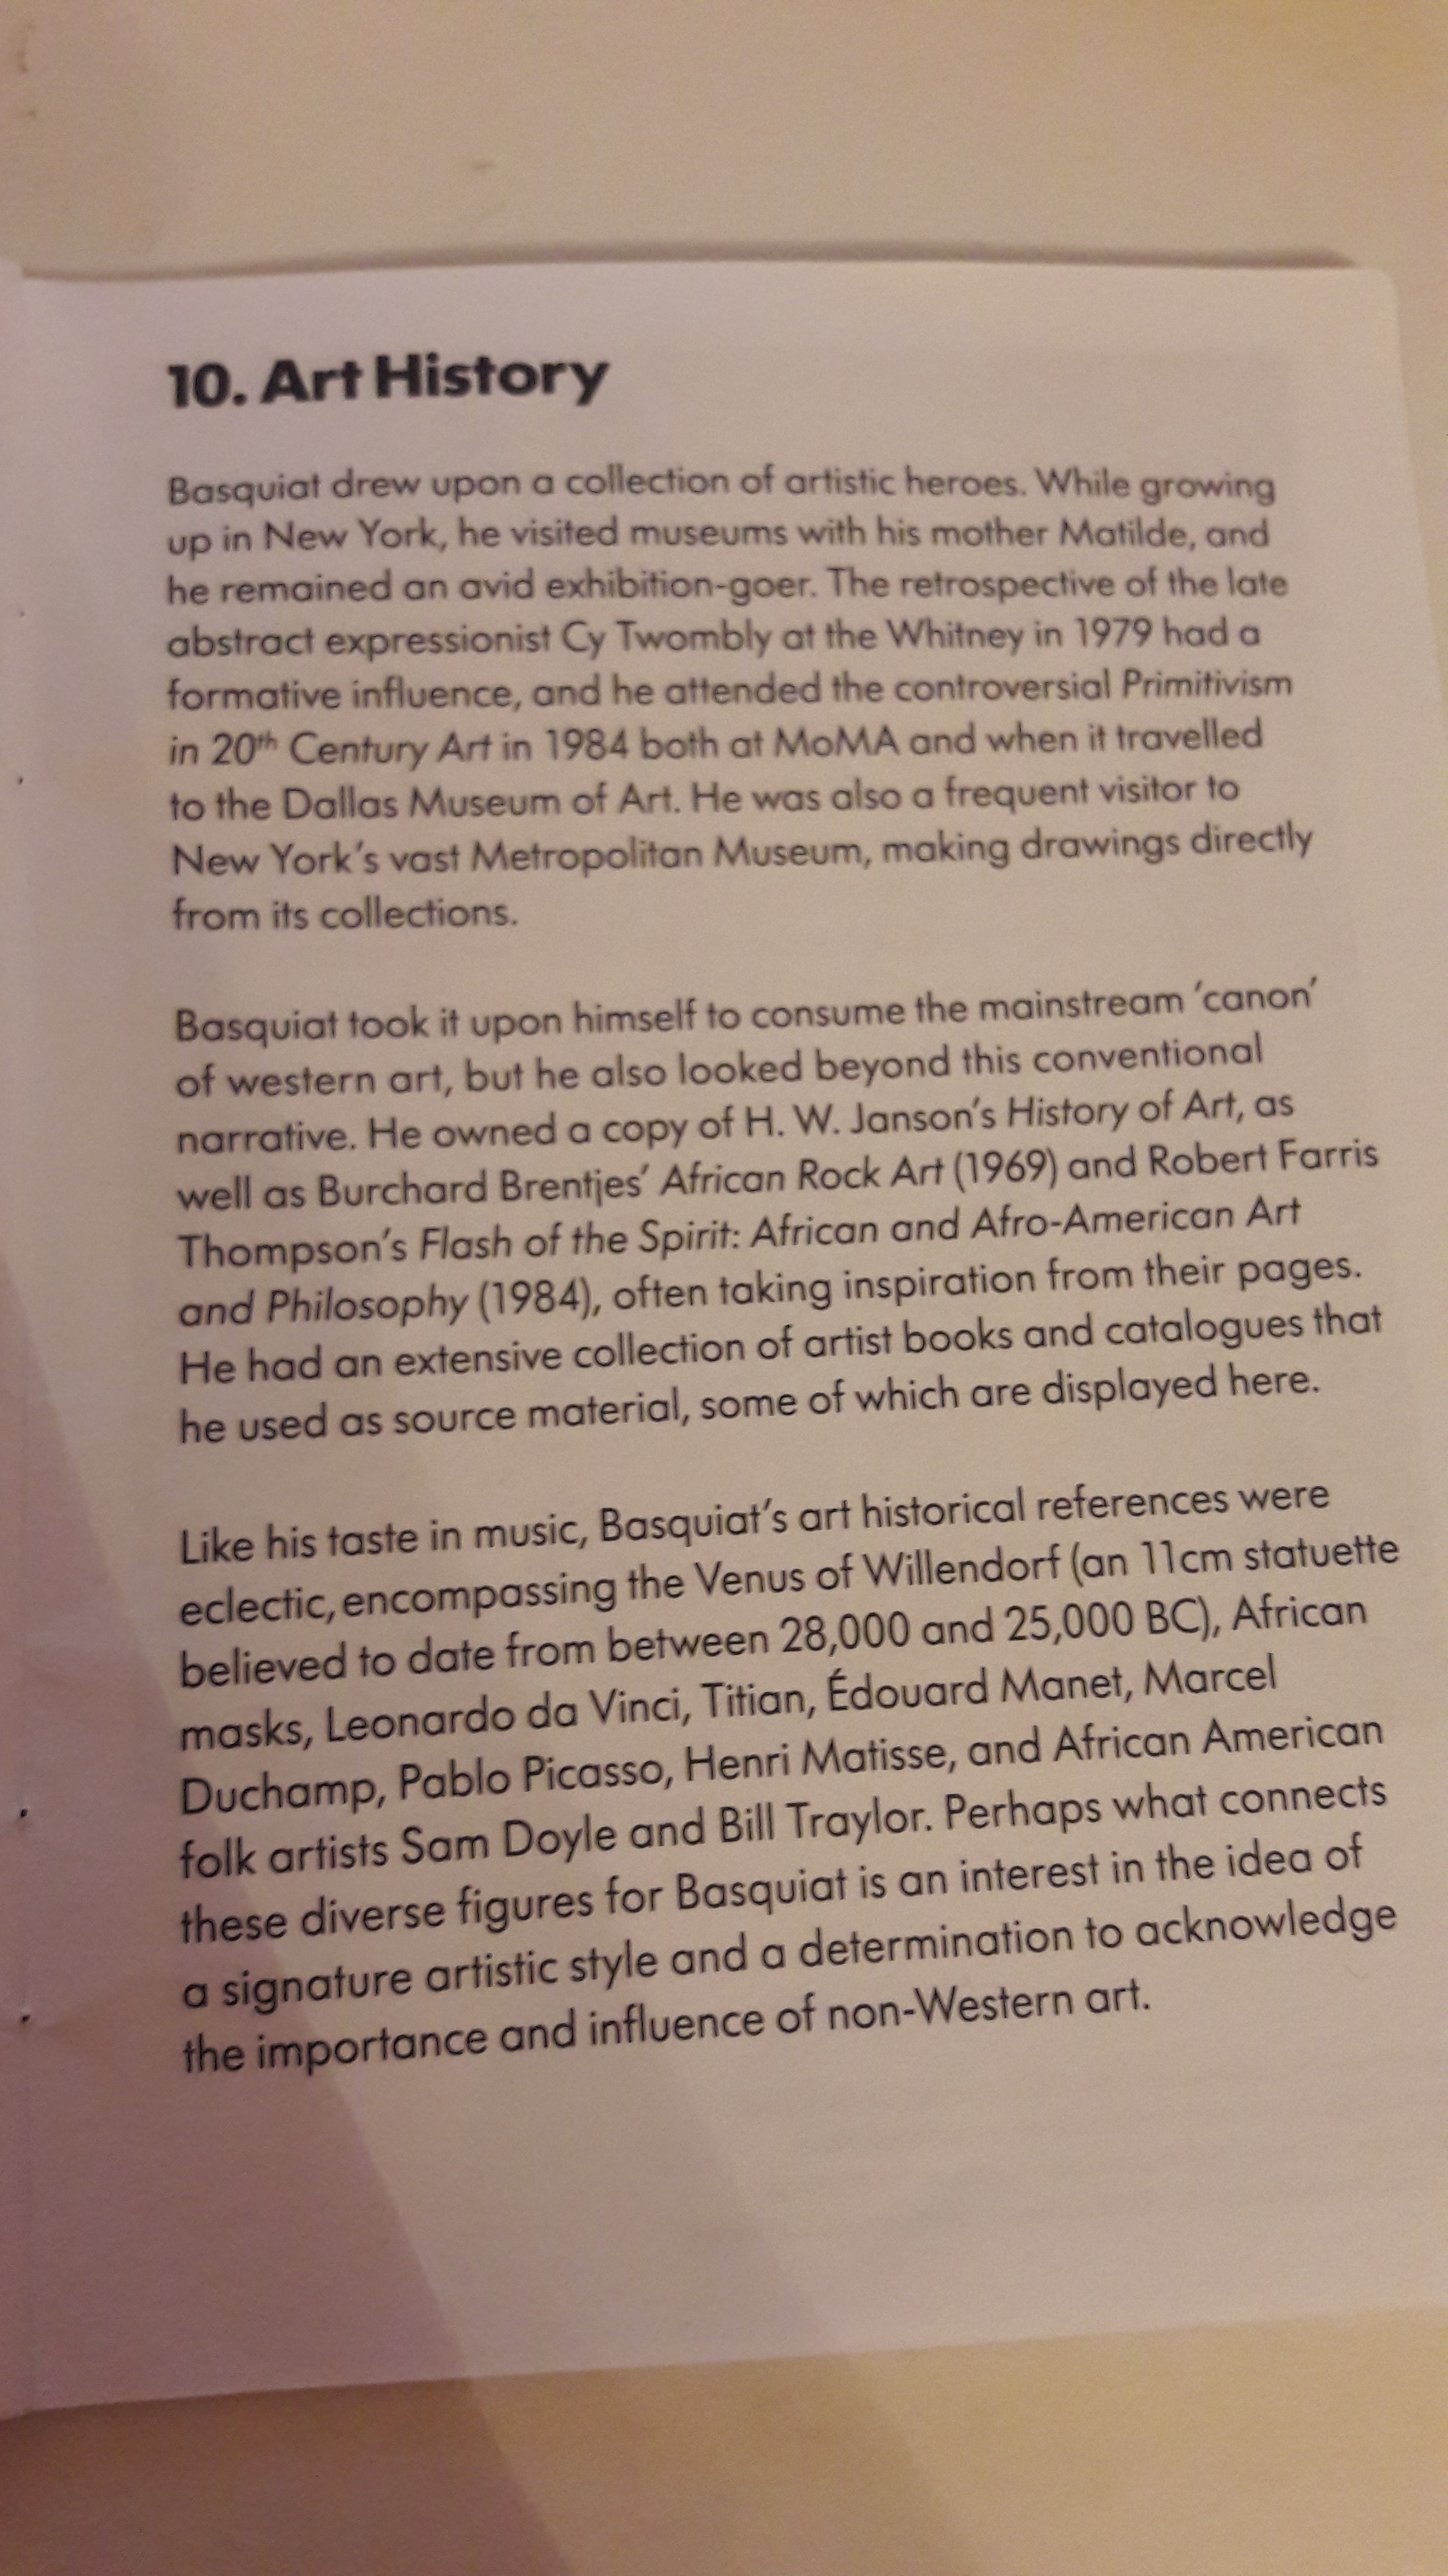 10. Art History
Basquiat drew upon a collection of artistic heroes. While growing
up in New York, he visited museums with his mother Matilde, and
he remained an avid exhibition-goer. The retrospective of the late
abstract expressionist Cy Twombly at the Whitney in 1979 had a
formative influence, and he attended the controversial Primitivism
in 20th Century Art in 1984 both at MoMA and when it travelled
to the Dallas Museum of Art. He was also a frequent visitor to
New York's vast Metropolitan Museum, making drawings directly
from its collections.
Basquiat took it upon himself to consume the mainstream 'canon'
of western art, but he also looked beyond this conventional
narrative. He owned a copy of H. W. Janson's History of Art, as
well as Burchard Brentjes' African Rock Art (1969) and Robert Farris
Thompson's Flash of the Spirit: African and Afro-American Art
and Philosophy (1984), often taking inspiration from their pages.
He had an extensive collection of artist books and catalogues that
he used as source material, some of which are displayed here.
Like his taste in music, Basquiat's art historical references were
eclectic, encompassing the Venus of Willendorf (an 11cm statuette
believed to date from between 28,000 and 25,000 BC), African
masks, Leonardo da Vinci, Titian, Édouard Manet, Marcel
Duchamp, Pablo Picasso, Henri Matisse, and African American
folk artists Sam Doyle and Bill Traylor. Perhaps what connects
these diverse figures for Basquiat is an interest in the idea of
a signature artistic style and a determination to acknowledge
the importance and influence of non-Western art.